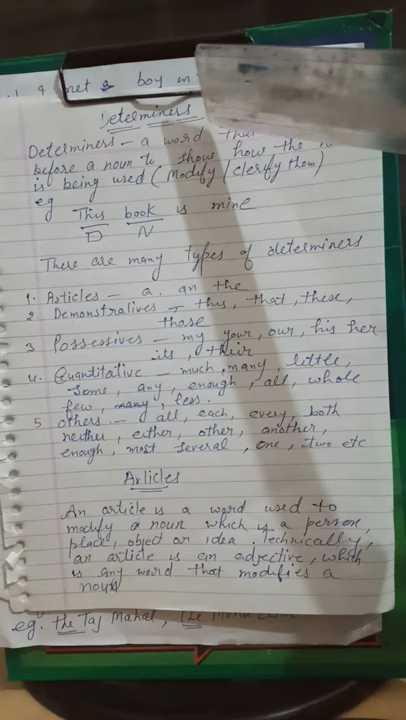 met a boy in
Determiners
Determiners - a word that
before a noun to show how the
is being used (modify / clerify them)
eg This book is mine
D N
There are many types of determiners
1. Articles - a, an the
2 Demonstratives - this, that, these,
those
3 Possessives - my your, our, his her
its, their
4. Quantitative - much, many, little,
some, any, enough, all, whole
few, many, less.
5 others - all, each, every, both
neither, either, other, another,
enough, most several, one, two etc
Articles
An article is a word used to
modify a noun which is a person,
place, object or idea. Technically,
an article is an adjective, which
is any word that modifies a
noun
eg. the Taj Mahal, The